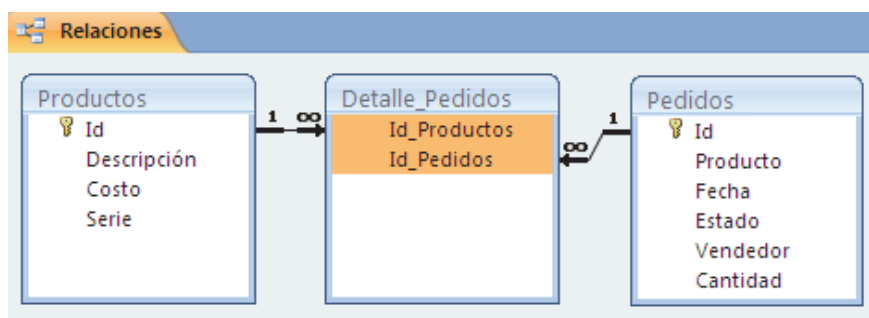 Relaciones
Productos
Id
Descripción
Costo
Serie
1 ∞
Detalle_Pedidos
Id_Productos
Id_Pedidos
∞ 1
Pedidos
Id
Producto
Fecha
Estado
Vendedor
Cantidad